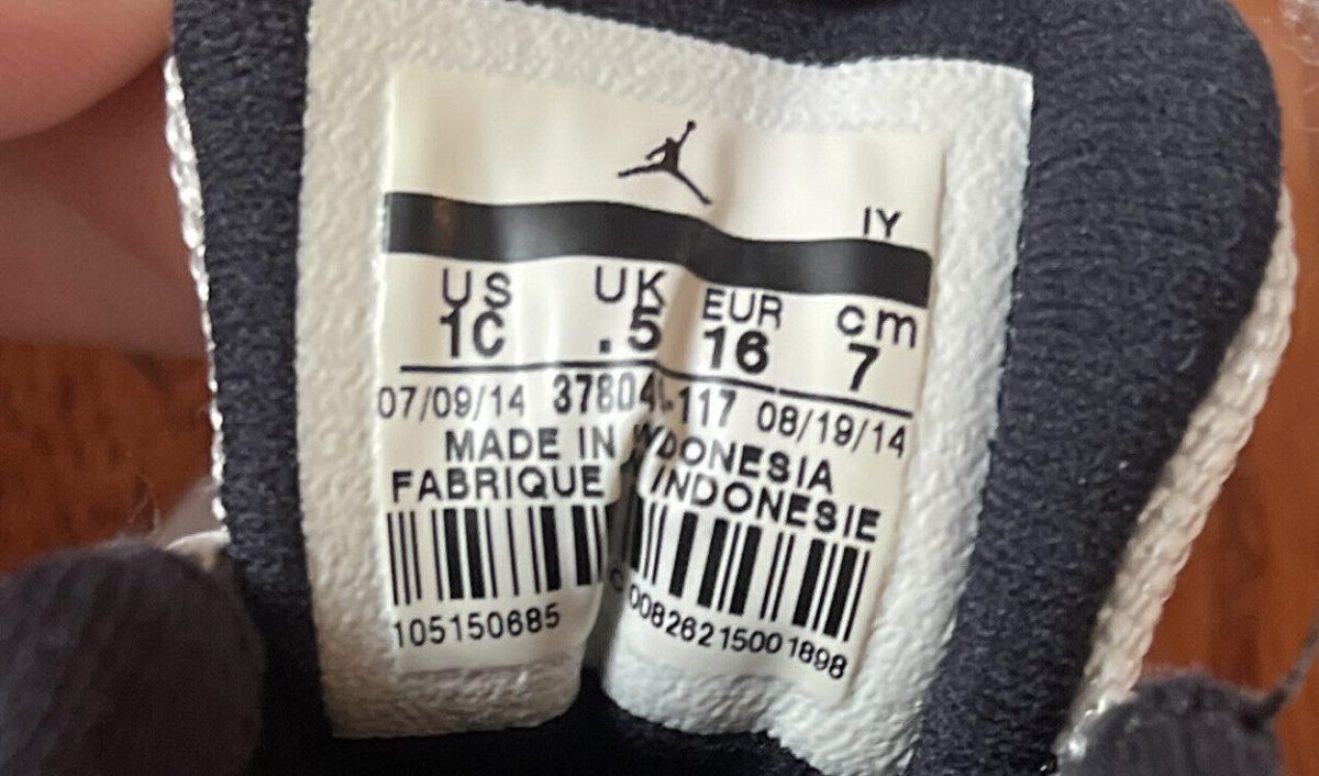 IY
US UK EUR cm
1C .5 16 7
07/09/14 08/19/14
MADE IN INDONESIA
FABRIQUE INDONESIE
105150685